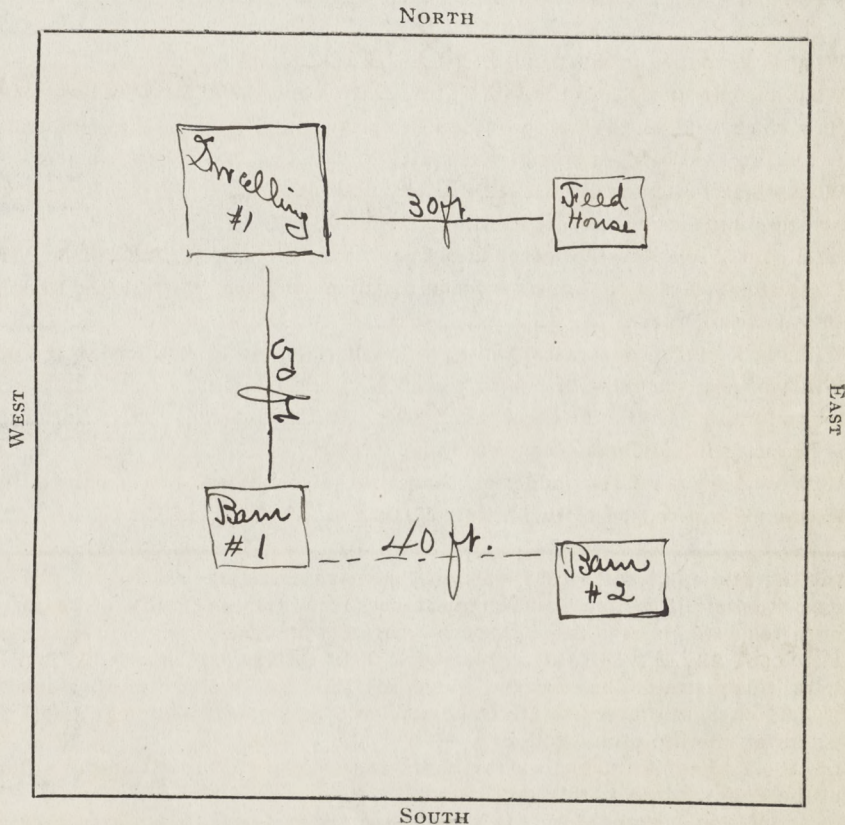 NORTH
Dwelling
#1
30 ft.
Feed
House
WEST
EAST
Barn
#1
40 ft.
Barn
#2
SOUTH